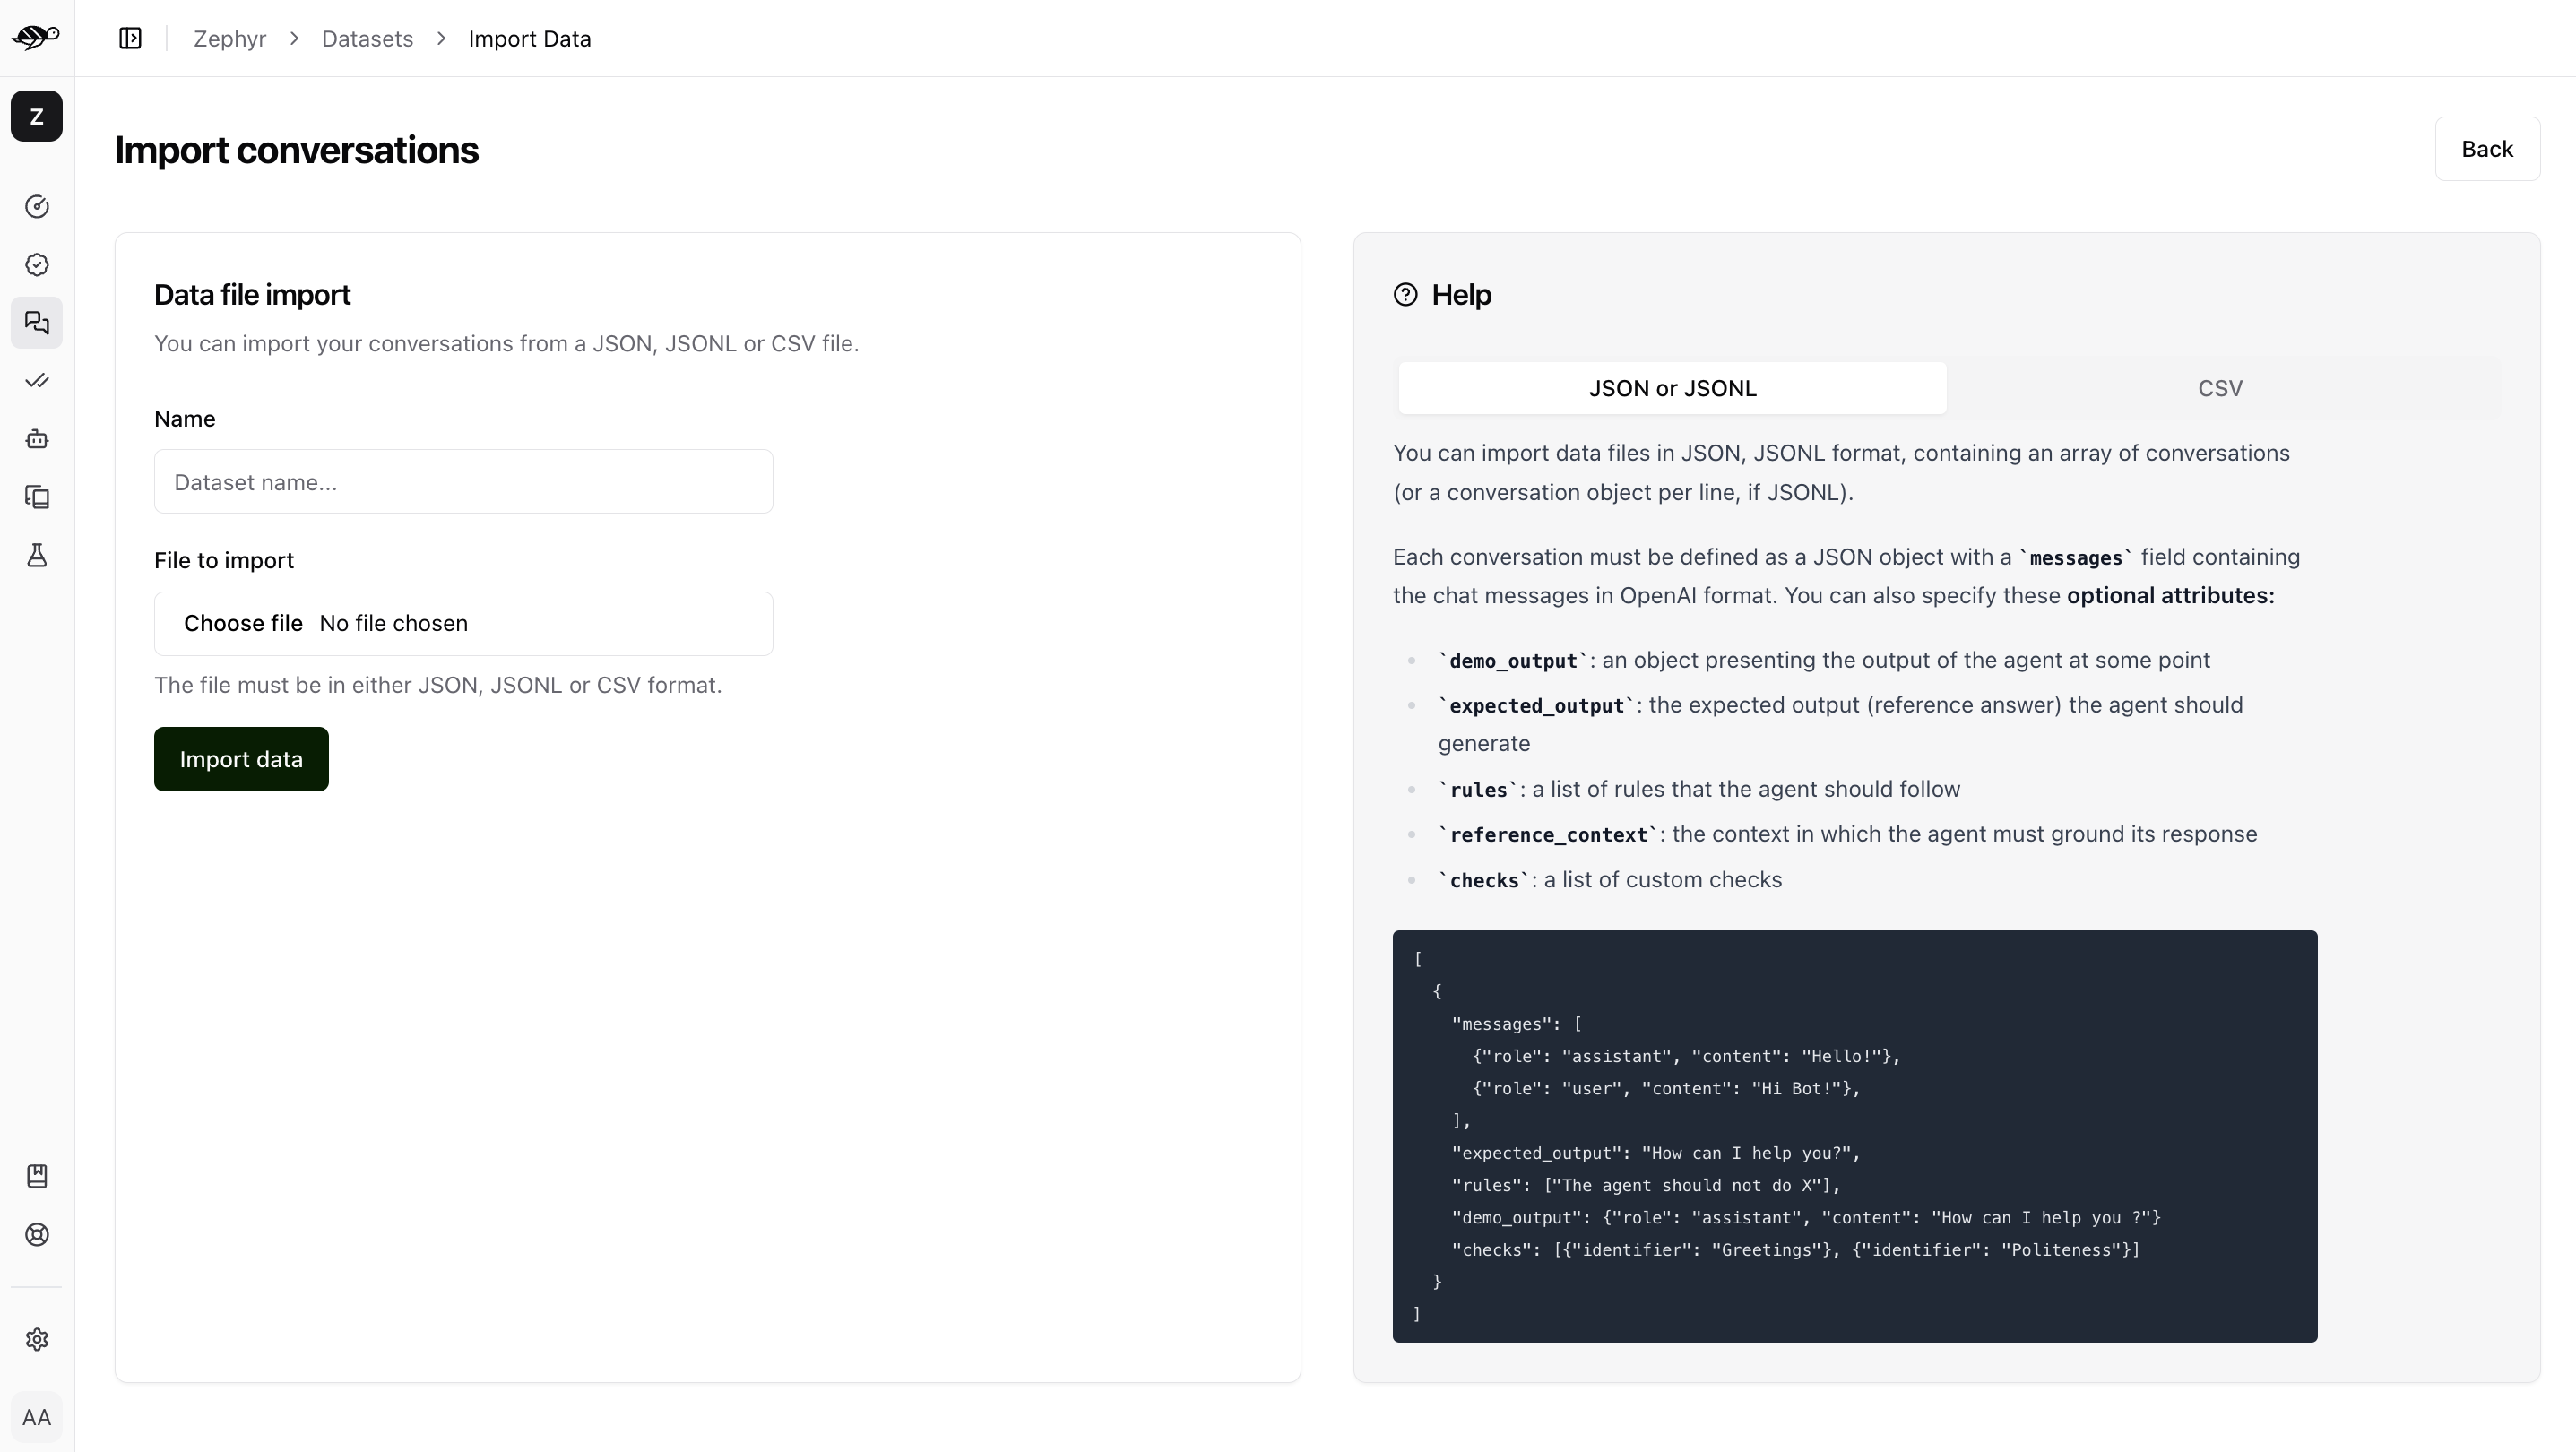 Zephyr > Datasets > Import Data
Z
Import conversations
Back
Data file import
You can import your conversations from a JSON, JSONL or CSV file.
Name
Dataset name...
File to import
Choose file No file chosen
The file must be in either JSON, JSONL or CSV format.
Import data
Help
JSON or JSONL
CSV
You can import data files in JSON, JSONL format, containing an array of conversations
(or a conversation object per line, if JSONL).
Each conversation must be defined as a JSON object with a `messages` field containing
the chat messages in OpenAI format. You can also specify these optional attributes:
`demo_output`: an object presenting the output of the agent at some point
`expected_output`: the expected output (reference answer) the agent should
generate
`rules`: a list of rules that the agent should follow
`reference_context`: the context in which the agent must ground its response
`checks`: a list of custom checks
[
{
"messages": [
{"role": "assistant", "content": "Hello!"},
{"role": "user", "content": "Hi Bot!"},
],
"expected_output": "How can I help you?",
"rules": ["The agent should not do X"],
"demo_output": {"role": "assistant", "content": "How can I help you ?"}
"checks": [{"identifier": "Greetings"}, {"identifier": "Politeness"}]
}
]
AA